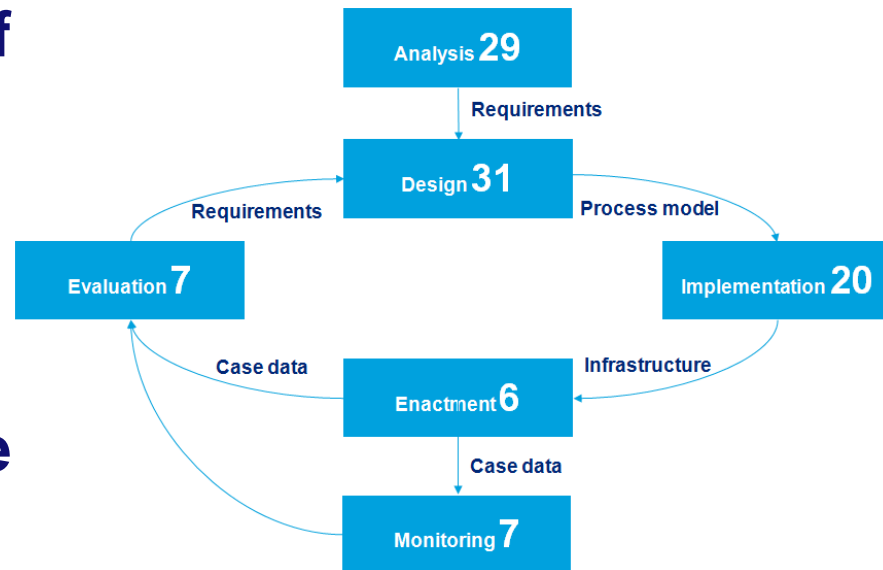 f
Analysis 29
Requirements
Design 31
Requirements
Process model
Evaluation 7
Implementation 20
Case data
Infrastructure
Enactment 6
e
Case data
Monitoring 7